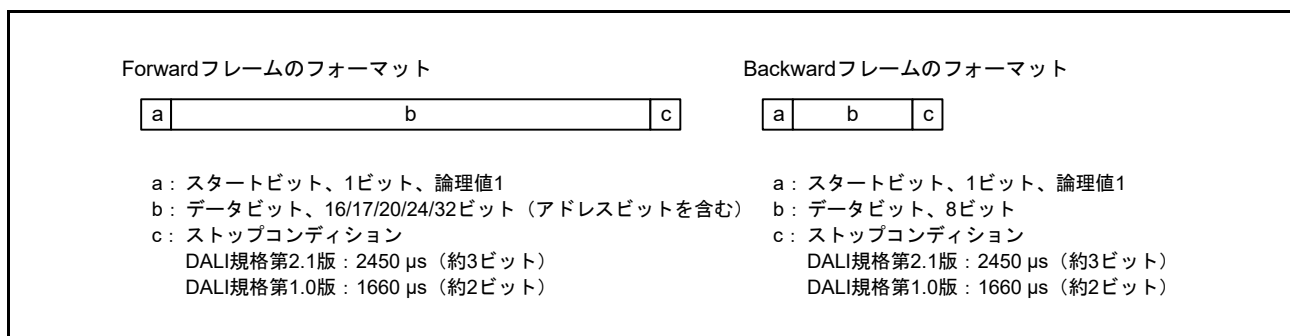 Forwardフレームのフォーマット
a b c
a : スタートビット、1ビット、論理値1
b : データビット、16/17/20/24/32ビット（アドレスビットを含む）
c : ストップコンディション
DALI規格第2.1版 : 2450 µs（約3ビット）
DALI規格第1.0版 : 1660 µs（約2ビット）
Backwardフレームのフォーマット
a b c
a : スタートビット、1ビット、論理値1
b : データビット、8ビット
c : ストップコンディション
DALI規格第2.1版 : 2450 µs（約3ビット）
DALI規格第1.0版 : 1660 µs（約2ビット）